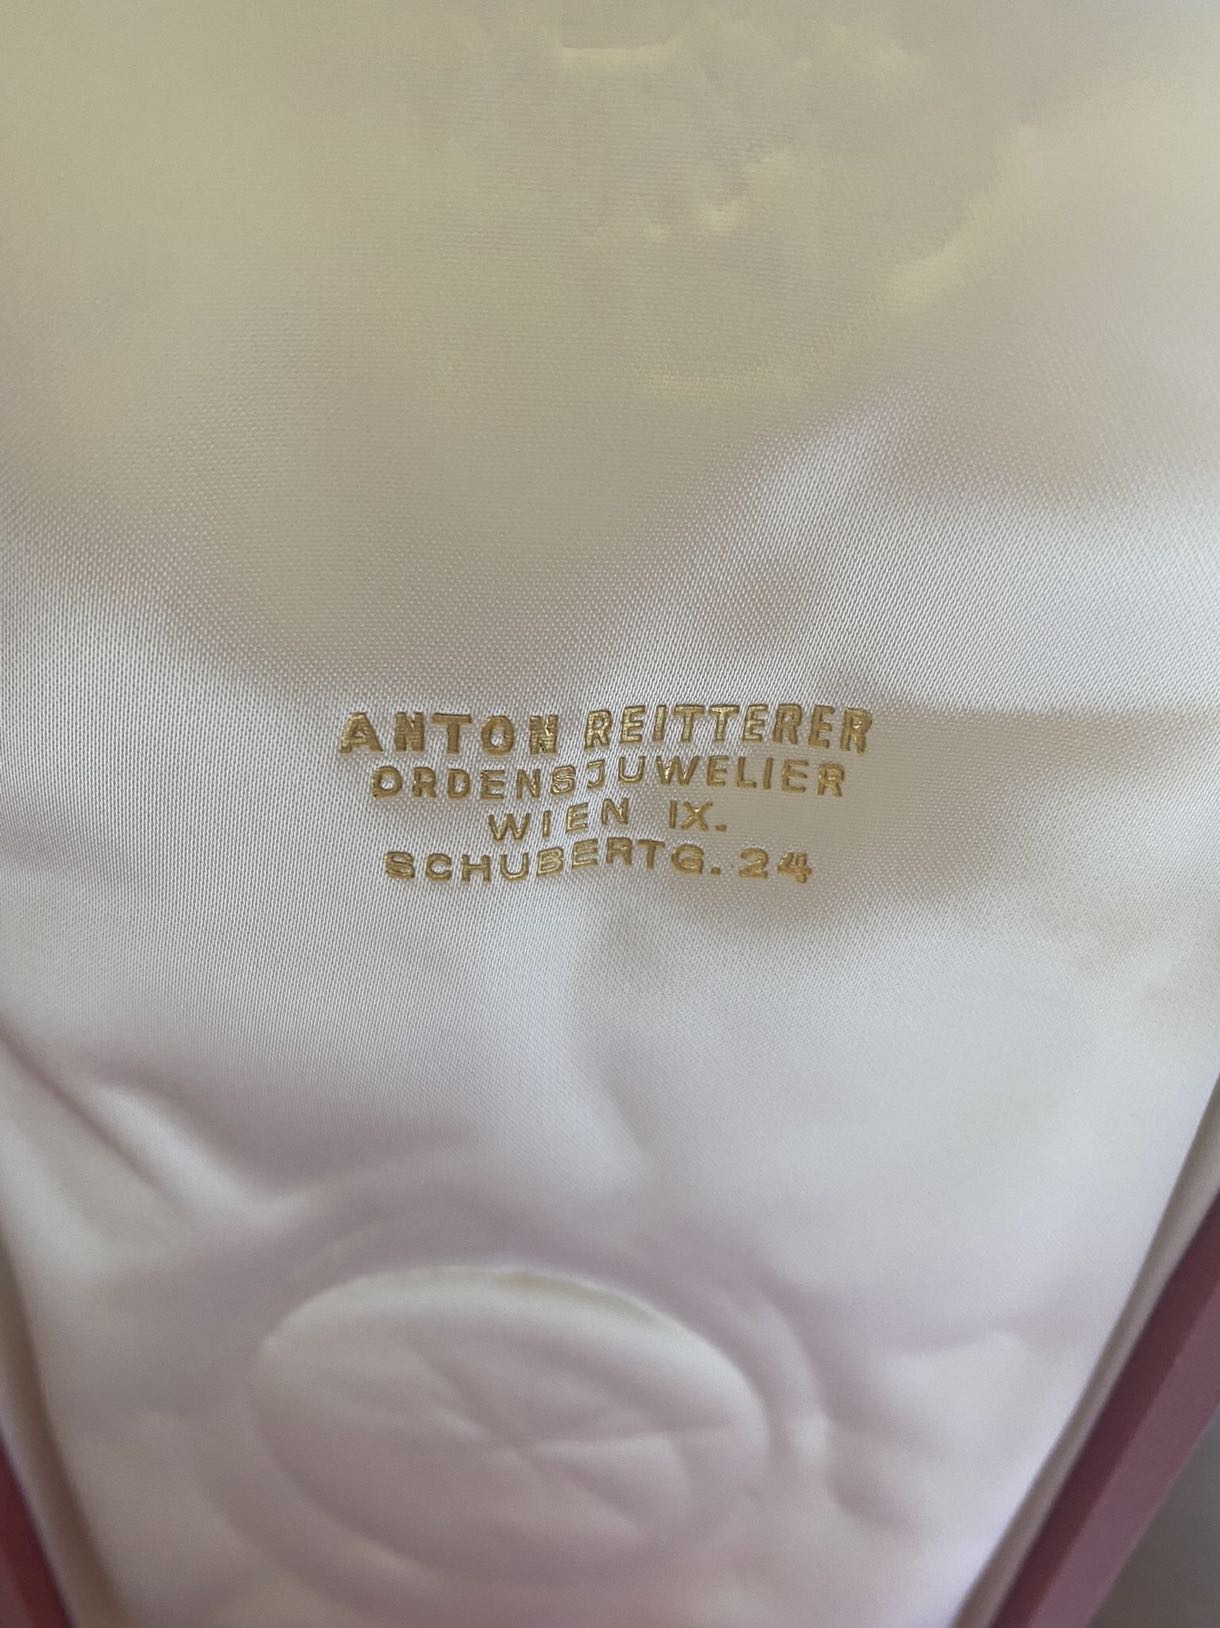 ANTON REITTERER
ORDENSJUWELIER
WIEN IX.
SCHUBERTG. 24